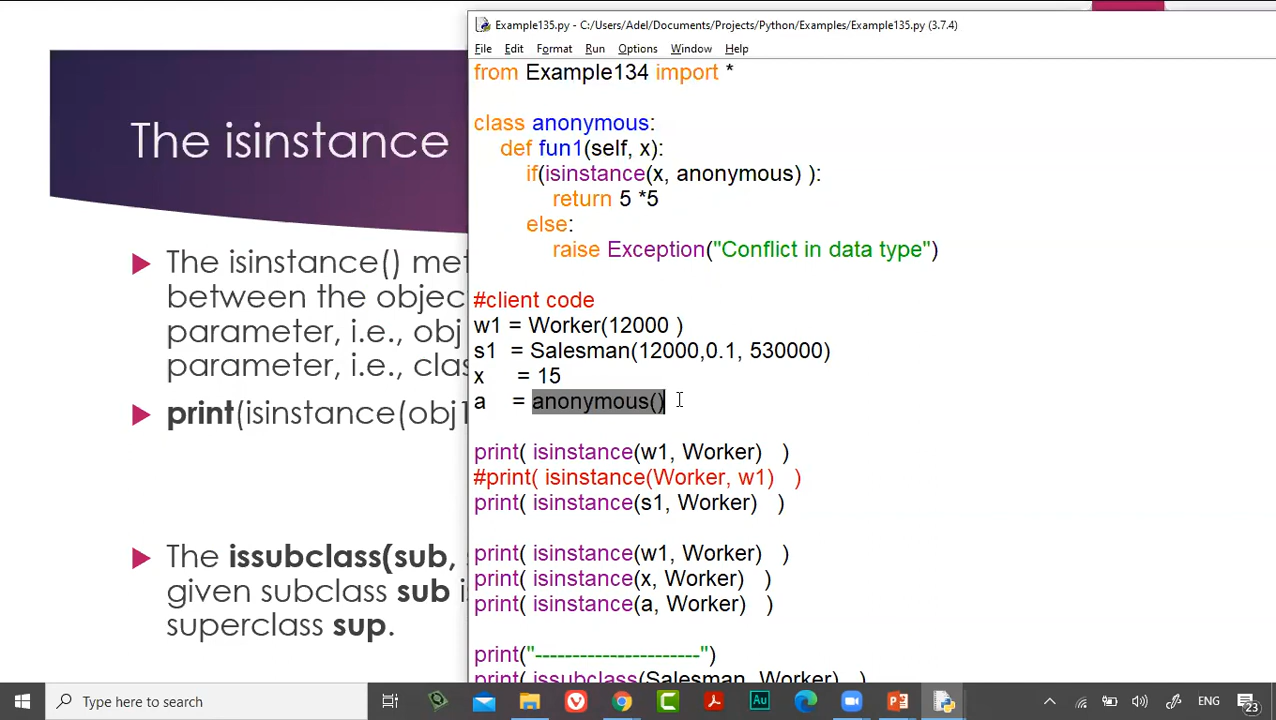 Example135.py - C:/Users/Adel/Documents/Projects/Python/Examples/Example135.py (3.7.4)
File Edit Format Run Options Window Help
from Example134 import *
class anonymous:
def fun1(self, x):
if(isinstance(x, anonymous) ):
return 5 *5
else:
raise Exception("Conflict in data type")
#client code
w1 = Worker(12000 )
s1 = Salesman(12000,0.1, 530000)
x = 15
a = anonymous()
print( isinstance(w1, Worker) )
#print( isinstance(Worker, w1) )
print( isinstance(s1, Worker) )
print( isinstance(w1, Worker) )
print( isinstance(x, Worker) )
print( isinstance(a, Worker) )
print("----------------------")
print( issubclass(Salesman, Worker) )
The isinstance
The isinstance() met
between the objec
parameter, i.e., obj
parameter, i.e., clas
print(isinstance(obj1
The issubclass(sub,
given subclass sub is
superclass sup.
Type here to search
ENG
23